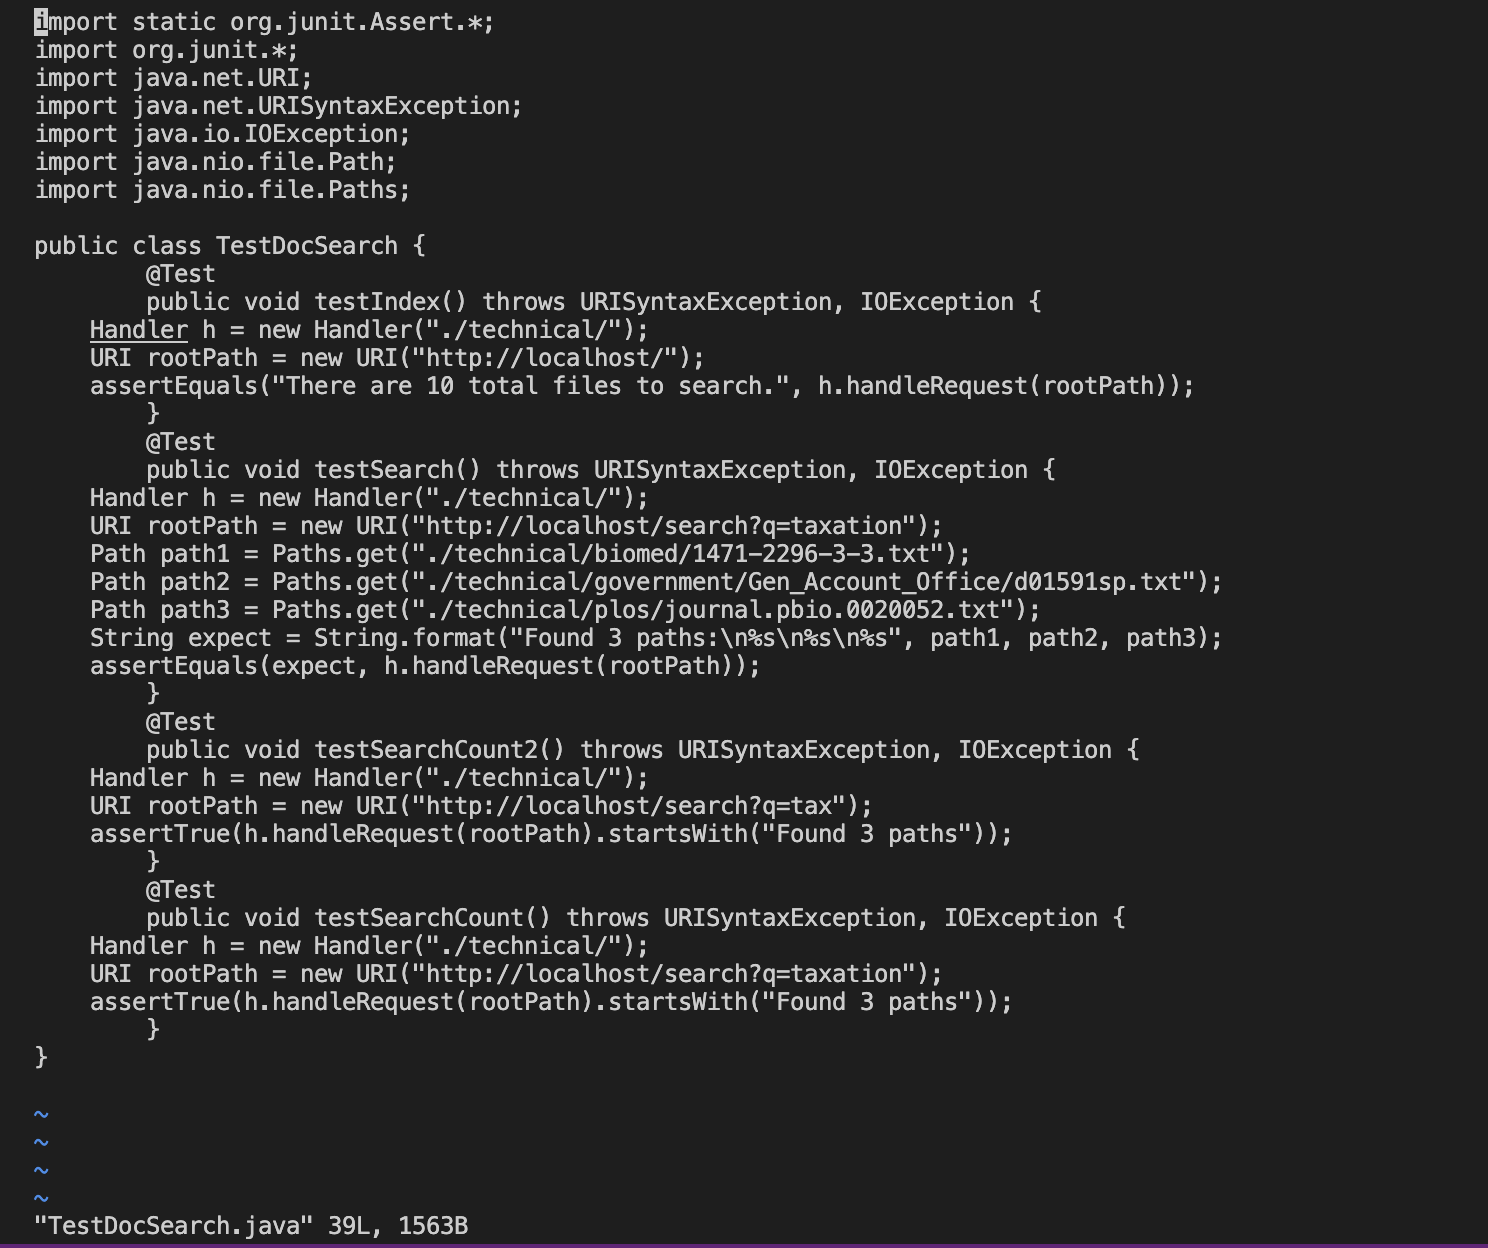 import static org.junit.Assert.*;
import org.junit.*;
import java.net.URI;
import java.net.URISyntaxException;
import java.io.IOException;
import java.nio.file.Path;
import java.nio.file.Paths;

public class TestDocSearch {
        @Test
        public void testIndex() throws URISyntaxException, IOException {
    Handler h = new Handler("./technical/");
    URI rootPath = new URI("http://localhost/");
    assertEquals("There are 10 total files to search.", h.handleRequest(rootPath));
        }
        @Test
        public void testSearch() throws URISyntaxException, IOException {
    Handler h = new Handler("./technical/");
    URI rootPath = new URI("http://localhost/search?q=taxation");
    Path path1 = Paths.get("./technical/biomed/1471-2296-3-3.txt");
    Path path2 = Paths.get("./technical/government/Gen_Account_Office/d01591sp.txt");
    Path path3 = Paths.get("./technical/plos/journal.pbio.0020052.txt");
    String expect = String.format("Found 3 paths:\n%s\n%s\n%s", path1, path2, path3);
    assertEquals(expect, h.handleRequest(rootPath));
        }
        @Test
        public void testSearchCount2() throws URISyntaxException, IOException {
    Handler h = new Handler("./technical/");
    URI rootPath = new URI("http://localhost/search?q=tax");
    assertTrue(h.handleRequest(rootPath).startsWith("Found 3 paths"));
        }
        @Test
        public void testSearchCount() throws URISyntaxException, IOException {
    Handler h = new Handler("./technical/");
    URI rootPath = new URI("http://localhost/search?q=taxation");
    assertTrue(h.handleRequest(rootPath).startsWith("Found 3 paths"));
        }
}

~
~
~
~
"TestDocSearch.java" 39L, 1563B